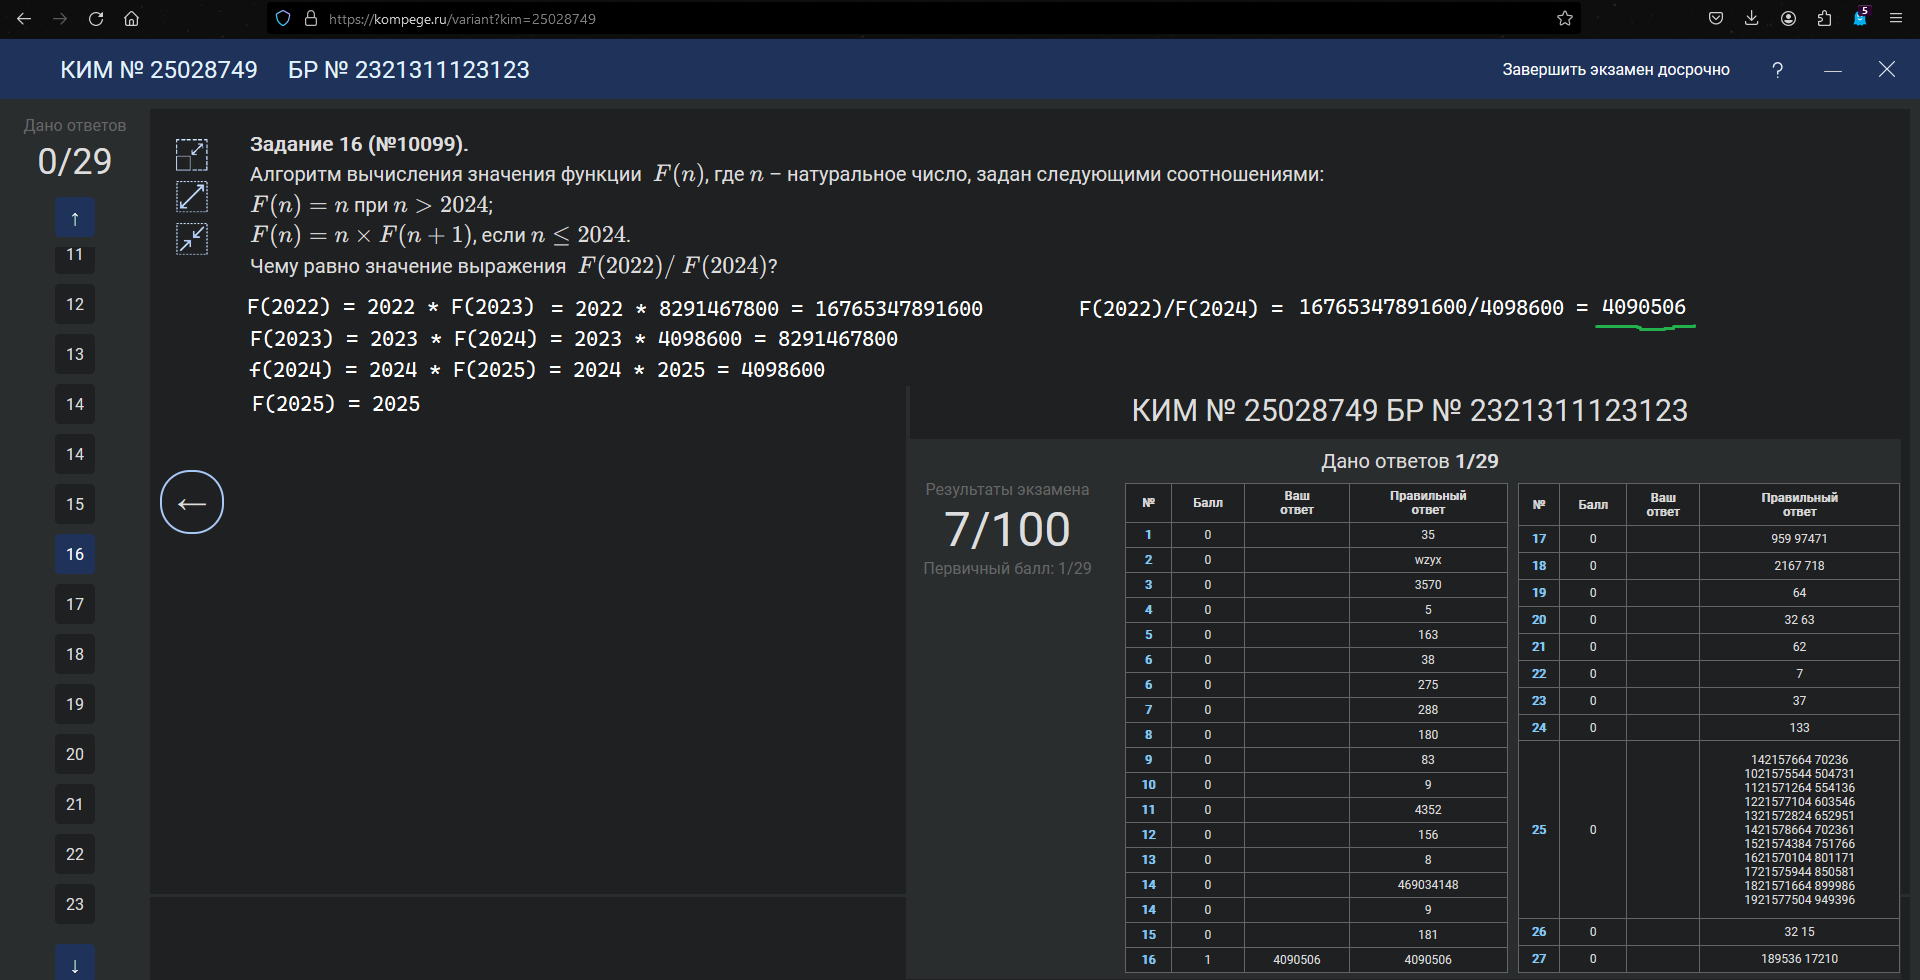 https://kompege.ru/variant?kim=25028749
5
КИМ № 25028749 БР № 2321311123123
Завершить экзамен досрочно
?
Дано ответов
0/29
↑
11
12
13
14
14
15
16
17
18
19
20
21
22
23
↓
Задание 16 (№10099).
Алгоритм вычисления значения функции F(n), где n – натуральное число, задан следующими соотношениями:
F(n) = n при n > 2024;
F(n) = n × F(n + 1), если n ≤ 2024.
Чему равно значение выражения F(2022)/ F(2024)?
F(2022) = 2022 * F(2023) = 2022 * 8291467800 = 16765347891600
F(2023) = 2023 * F(2024) = 2023 * 4098600 = 8291467800
f(2024) = 2024 * F(2025) = 2024 * 2025 = 4098600
F(2025) = 2025
F(2022)/F(2024) = 16765347891600/4098600 = 4090506
КИМ № 25028749 БР № 2321311123123
Дано ответов 1/29
Результаты экзамена
7/100
Первичный балл: 1/29
№ Балл Ваш ответ Правильный ответ
1 0 35
2 0 wzyx
3 0 3570
4 0 5
5 0 163
6 0 38
6 0 275
7 0 288
8 0 180
9 0 83
10 0 9
11 0 4352
12 0 156
13 0 8
14 0 469034148
14 0 9
15 0 181
16 1 4090506 4090506
№ Балл Ваш ответ Правильный ответ
17 0 959 97471
18 0 2167 718
19 0 64
20 0 32 63
21 0 62
22 0 7
23 0 37
24 0 133
25 0
142157664 70236
1021575544 504731
1121571264 554136
1221577104 603546
1321572824 652951
1421578664 702361
1521574384 751766
1621570104 801171
1721575944 850581
1821571664 899986
1921577504 949396
26 0 32 15
27 0 189536 17210